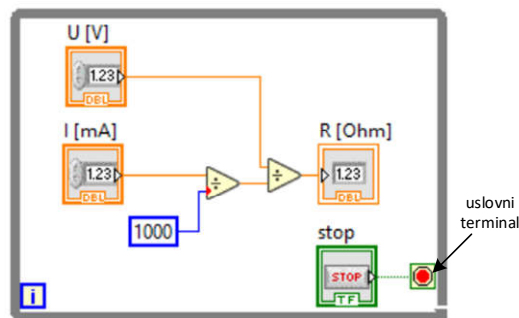 U [V]
1.23
DBL
I [mA]
1.23
DBL
1000
R [Ohm]
1.23
DBL
stop
STOP
TF
uslovni
terminal
i